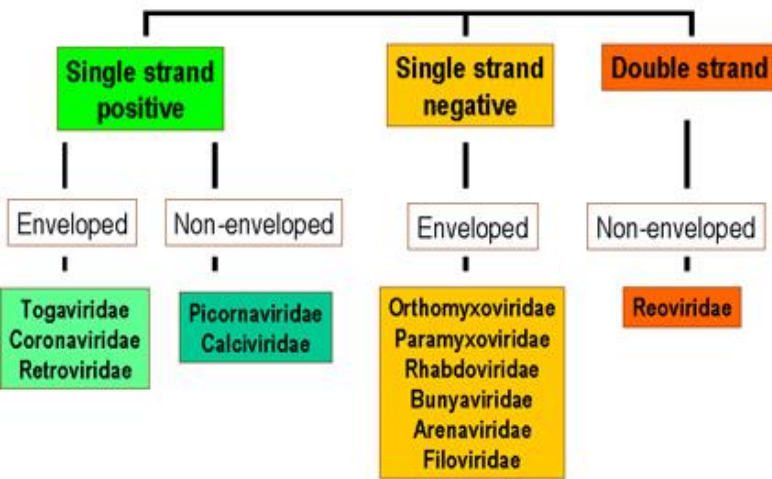 Single strand
positive
Single strand
negative
Double strand
Enveloped
Non-enveloped
Enveloped
Non-enveloped
Togaviridae
Coronaviridae
Retroviridae
Picornaviridae
Calciviridae
Orthomyxoviridae
Paramyxoviridae
Rhabdoviridae
Bunyaviridae
Arenaviridae
Filoviridae
Reoviridae